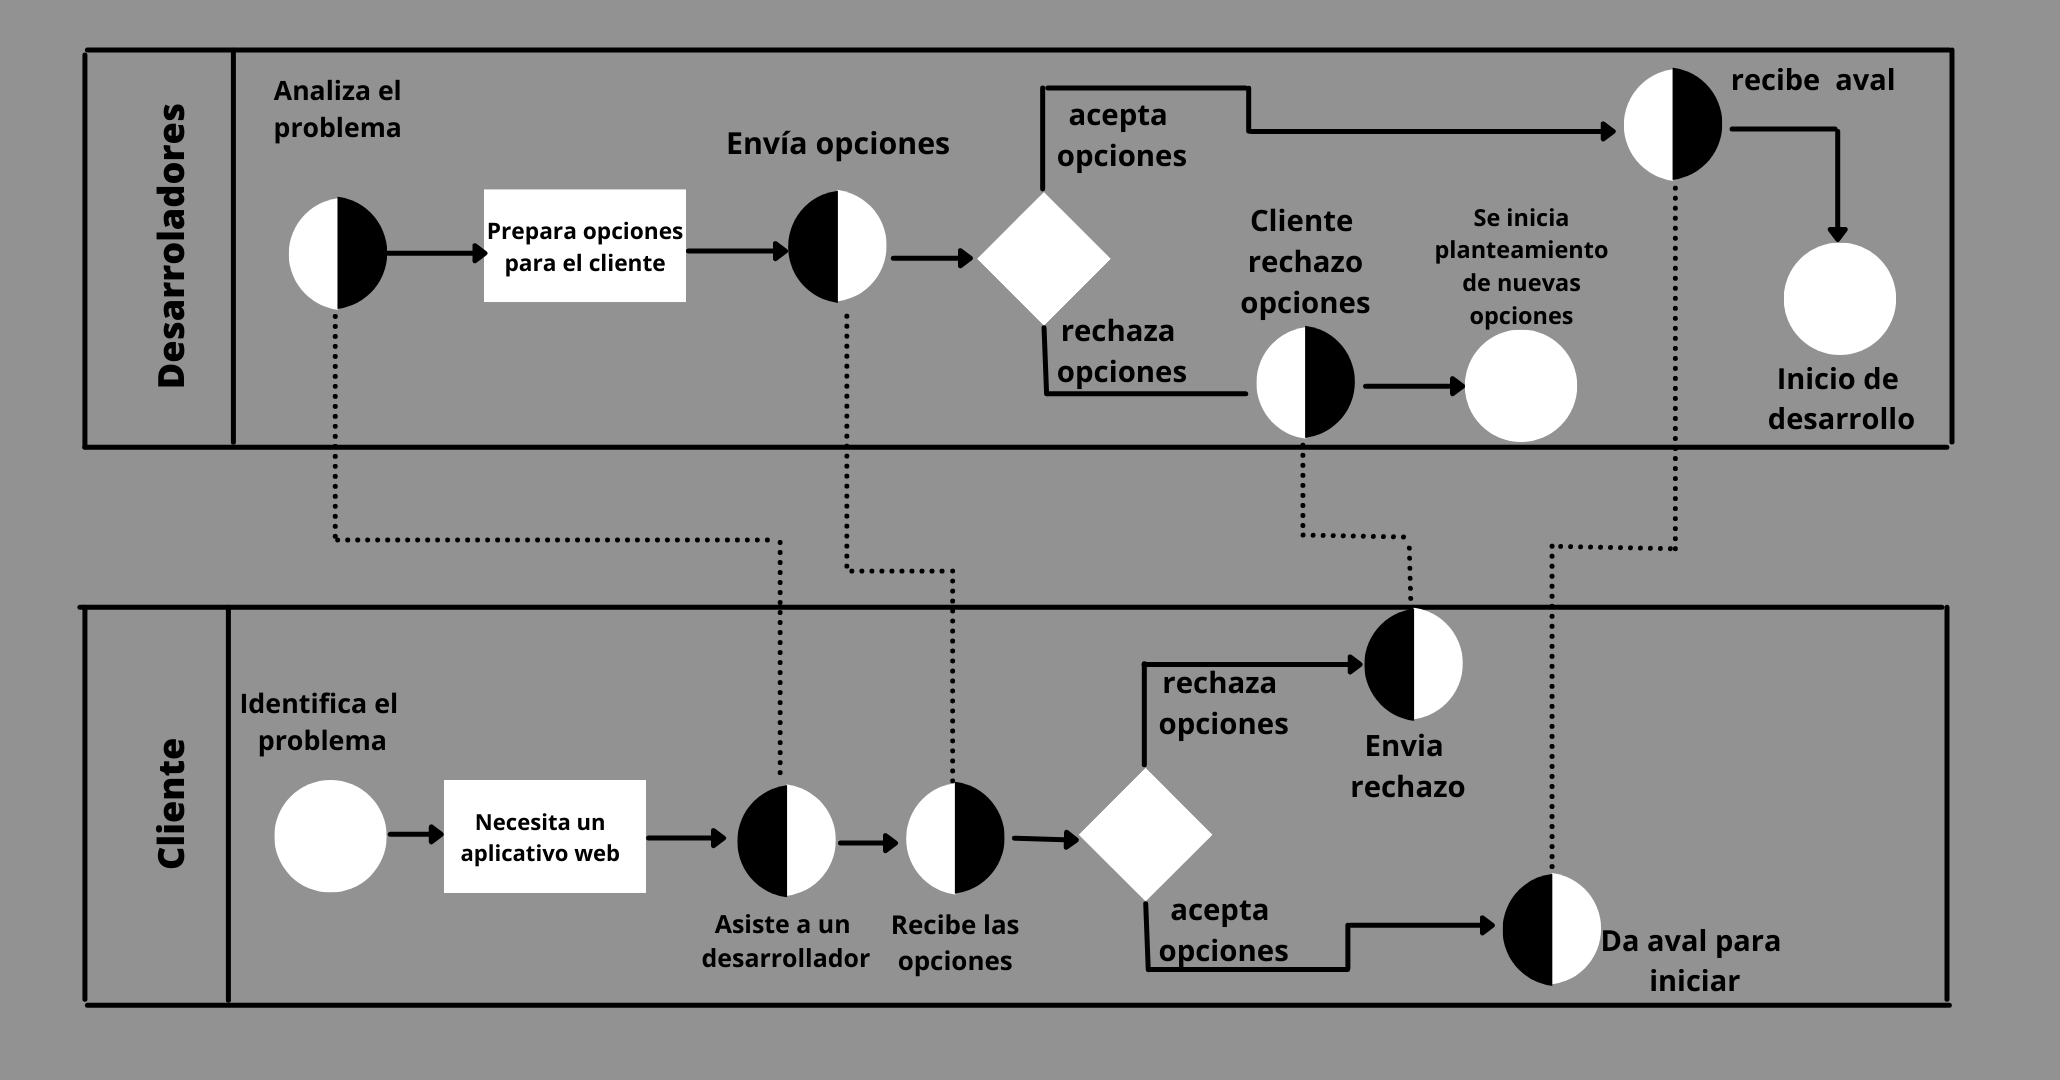 Desarroladores
Analiza el
problema
Prepara opciones
para el cliente
Envía opciones
acepta
opciones
rechaza
opciones
Cliente
rechazo
opciones
Se inicia
planteamiento
de nuevas
opciones
recibe aval
Inicio de
desarrollo
Cliente
Identifica el
problema
Necesita un
aplicativo web
Asiste a un
desarrollador
Recibe las
opciones
rechaza
opciones
Envia
rechazo
acepta
opciones
Da aval para
iniciar